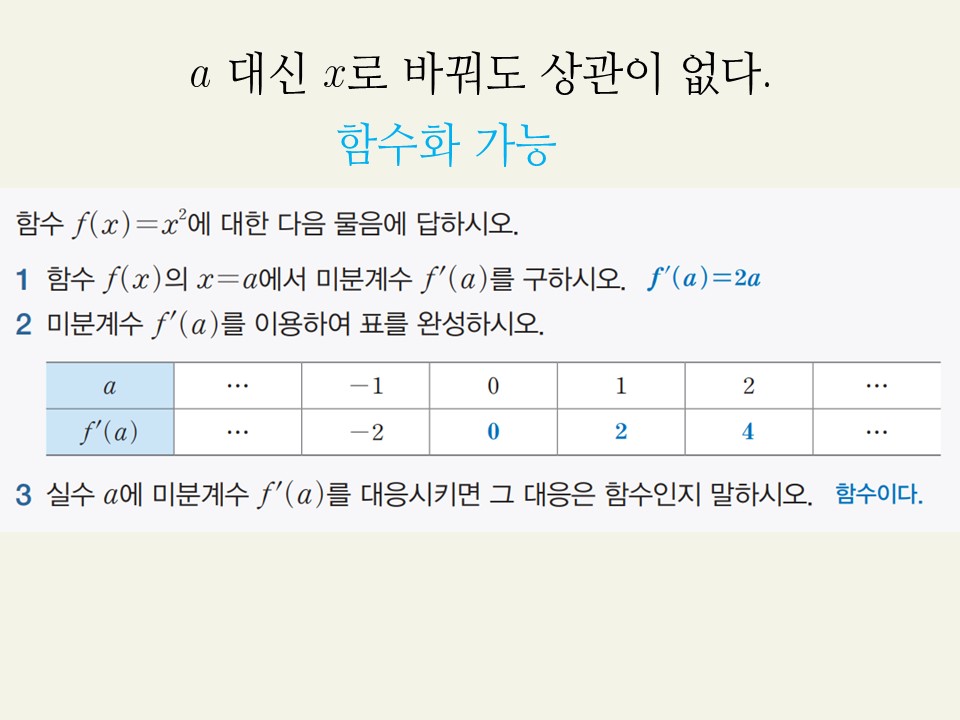 a 대신 x로 바꿔도 상관이 없다.
함수화 가능
함수 f(x)=x²에 대한 다음 물음에 답하시오.
1 함수 f(x)의 x=a에서 미분계수 f′(a)를 구하시오. f′(a)=2a
2 미분계수 f′(a)를 이용하여 표를 완성하시오.
a … −1 0 1 2 …
f′(a) … −2 0 2 4 …
3 실수 a에 미분계수 f′(a)를 대응시키면 그 대응은 함수인지 말하시오. 함수이다.